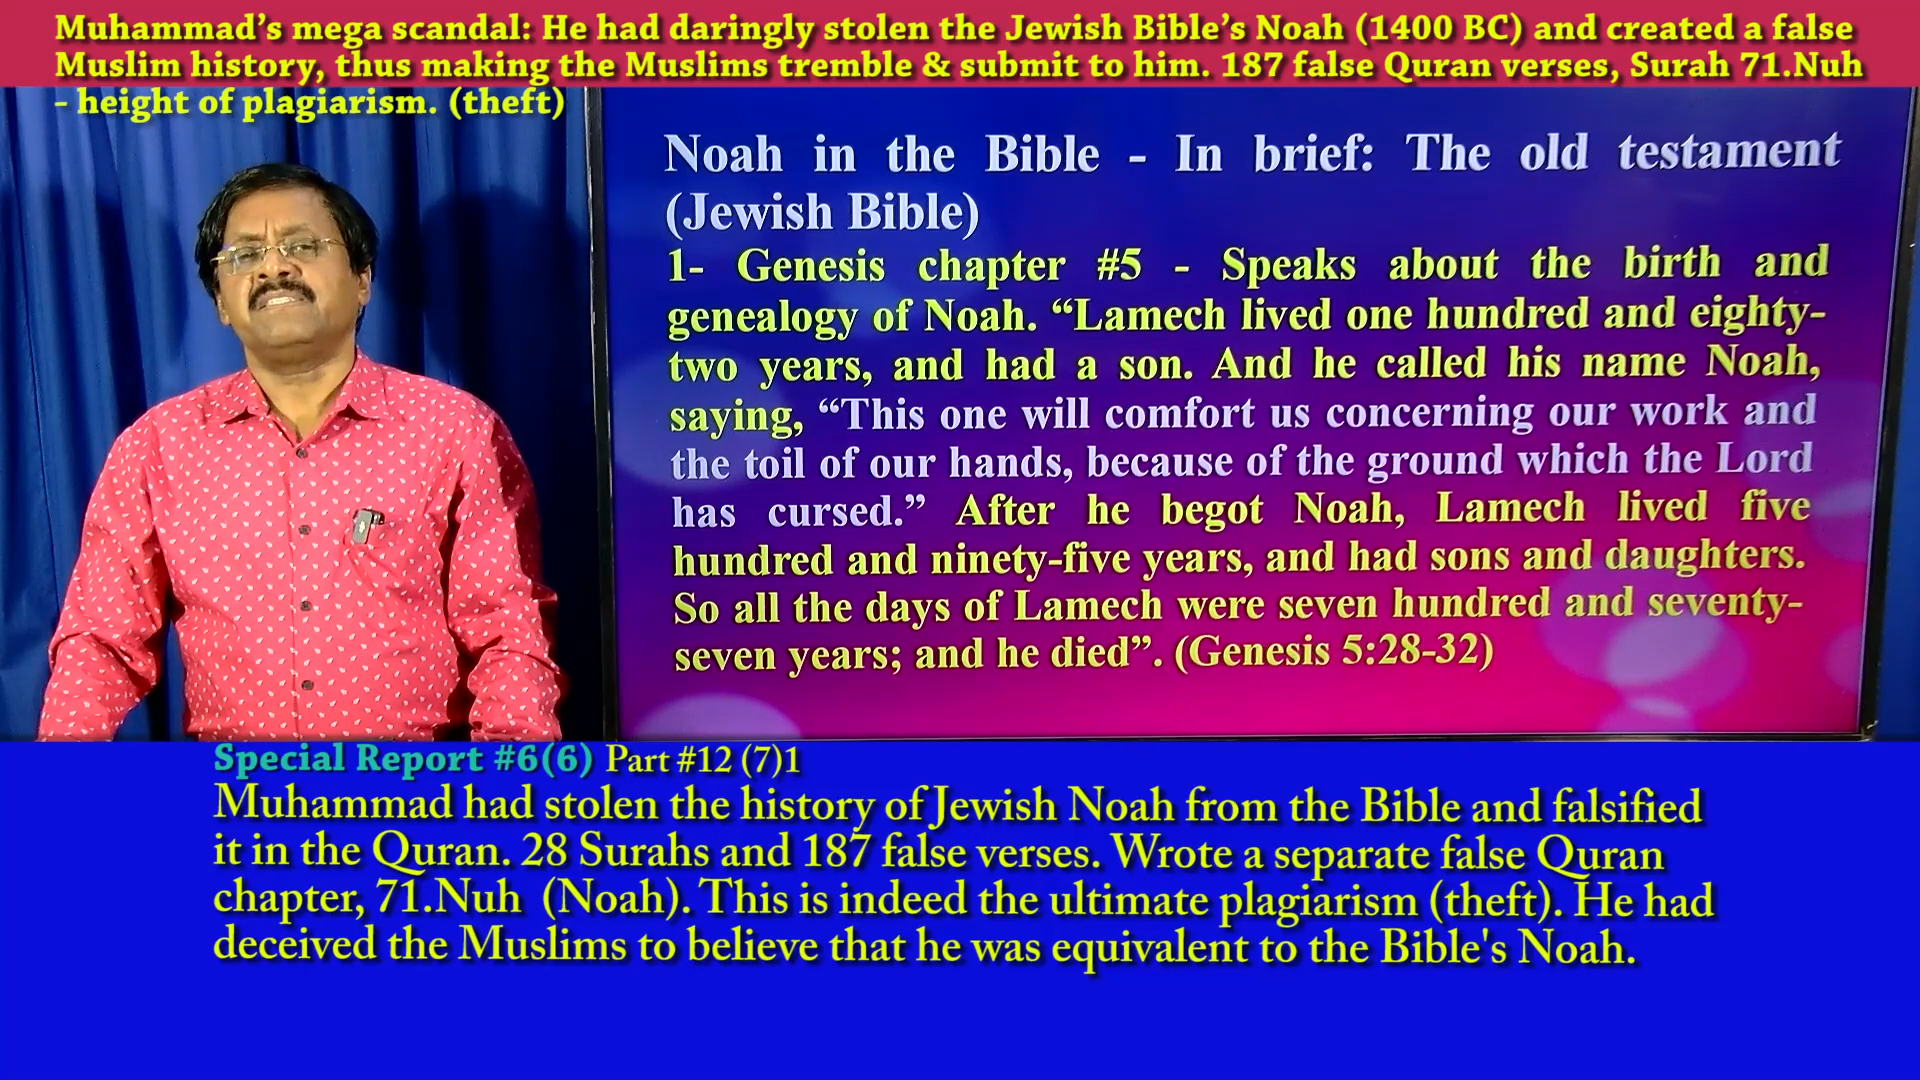 Muhammad’s mega scandal: He had daringly stolen the Jewish Bible’s Noah (1400 BC) and created a false
Muslim history, thus making the Muslims tremble & submit to him. 187 false Quran verses, Surah 71.Nuh
- height of plagiarism. (theft)
Noah in the Bible - In brief: The old testament
(Jewish Bible)
1- Genesis chapter #5 - Speaks about the birth and
genealogy of Noah. “Lamech lived one hundred and eighty-
two years, and had a son. And he called his name Noah,
saying, “This one will comfort us concerning our work and
the toil of our hands, because of the ground which the Lord
has cursed.” After he begot Noah, Lamech lived five
hundred and ninety-five years, and had sons and daughters.
So all the days of Lamech were seven hundred and seventy-
seven years; and he died”. (Genesis 5:28-32)
Special Report #6(6) Part #12 (7)1
Muhammad had stolen the history of Jewish Noah from the Bible and falsified
it in the Quran. 28 Surahs and 187 false verses. Wrote a separate false Quran
chapter, 71.Nuh (Noah). This is indeed the ultimate plagiarism (theft). He had
deceived the Muslims to believe that he was equivalent to the Bible's Noah.